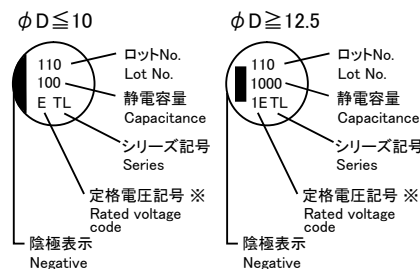 φD≦10
110
100
E TL
ロットNo.
Lot No.
静電容量
Capacitance
シリーズ記号
Series
定格電圧記号 ※
Rated voltage
code
陰極表示
Negative
φD≧12.5
110
1000
1E TL
ロットNo.
Lot No.
静電容量
Capacitance
シリーズ記号
Series
定格電圧記号 ※
Rated voltage
code
陰極表示
Negative